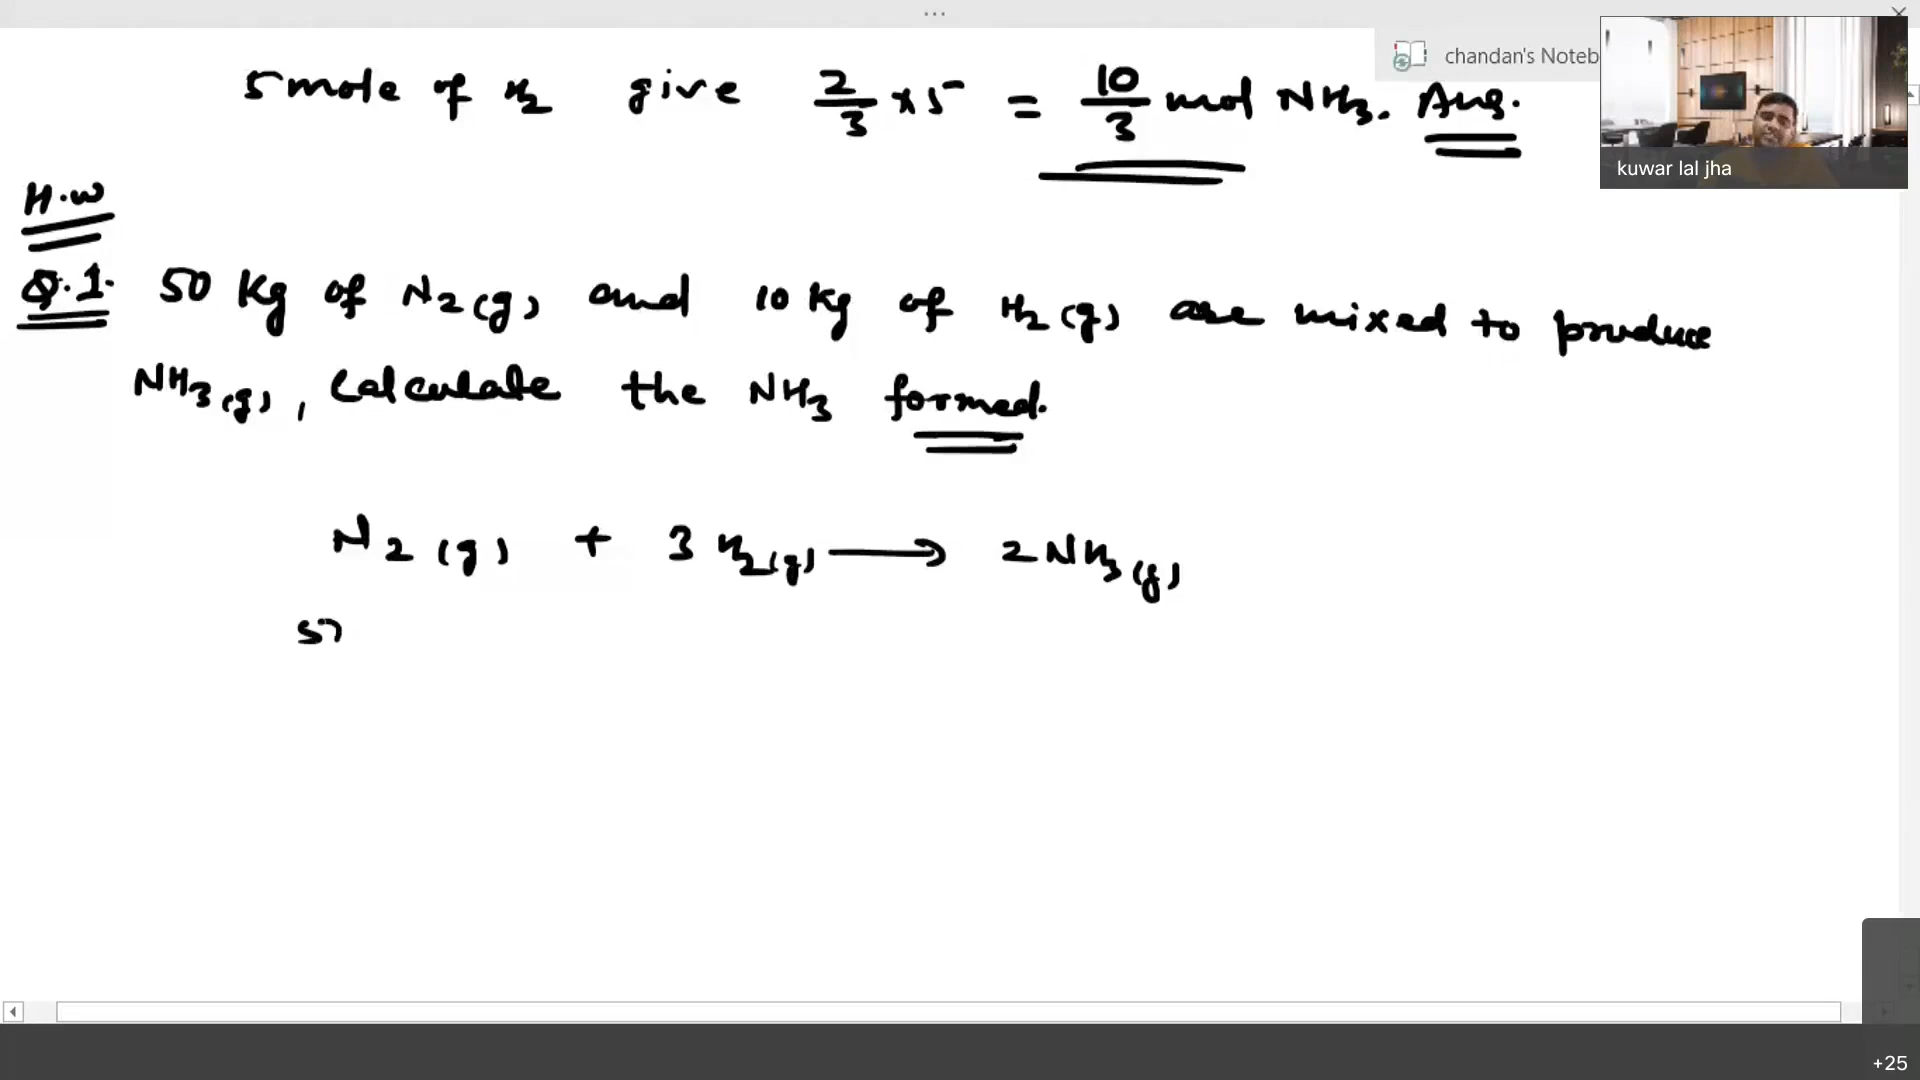 5 mole of H2 give 2/3 x 5 = 10/3 mol NH3. Ans.
chandan's Noteb
kuwar lal jha
H.W
Q.1. 50 Kg of N2(g) and 10 Kg of H2(g) are mixed to produce
NH3(g), Calculate the NH3 formed.
N2(g) + 3 H2(g) → 2NH3(g)
+25